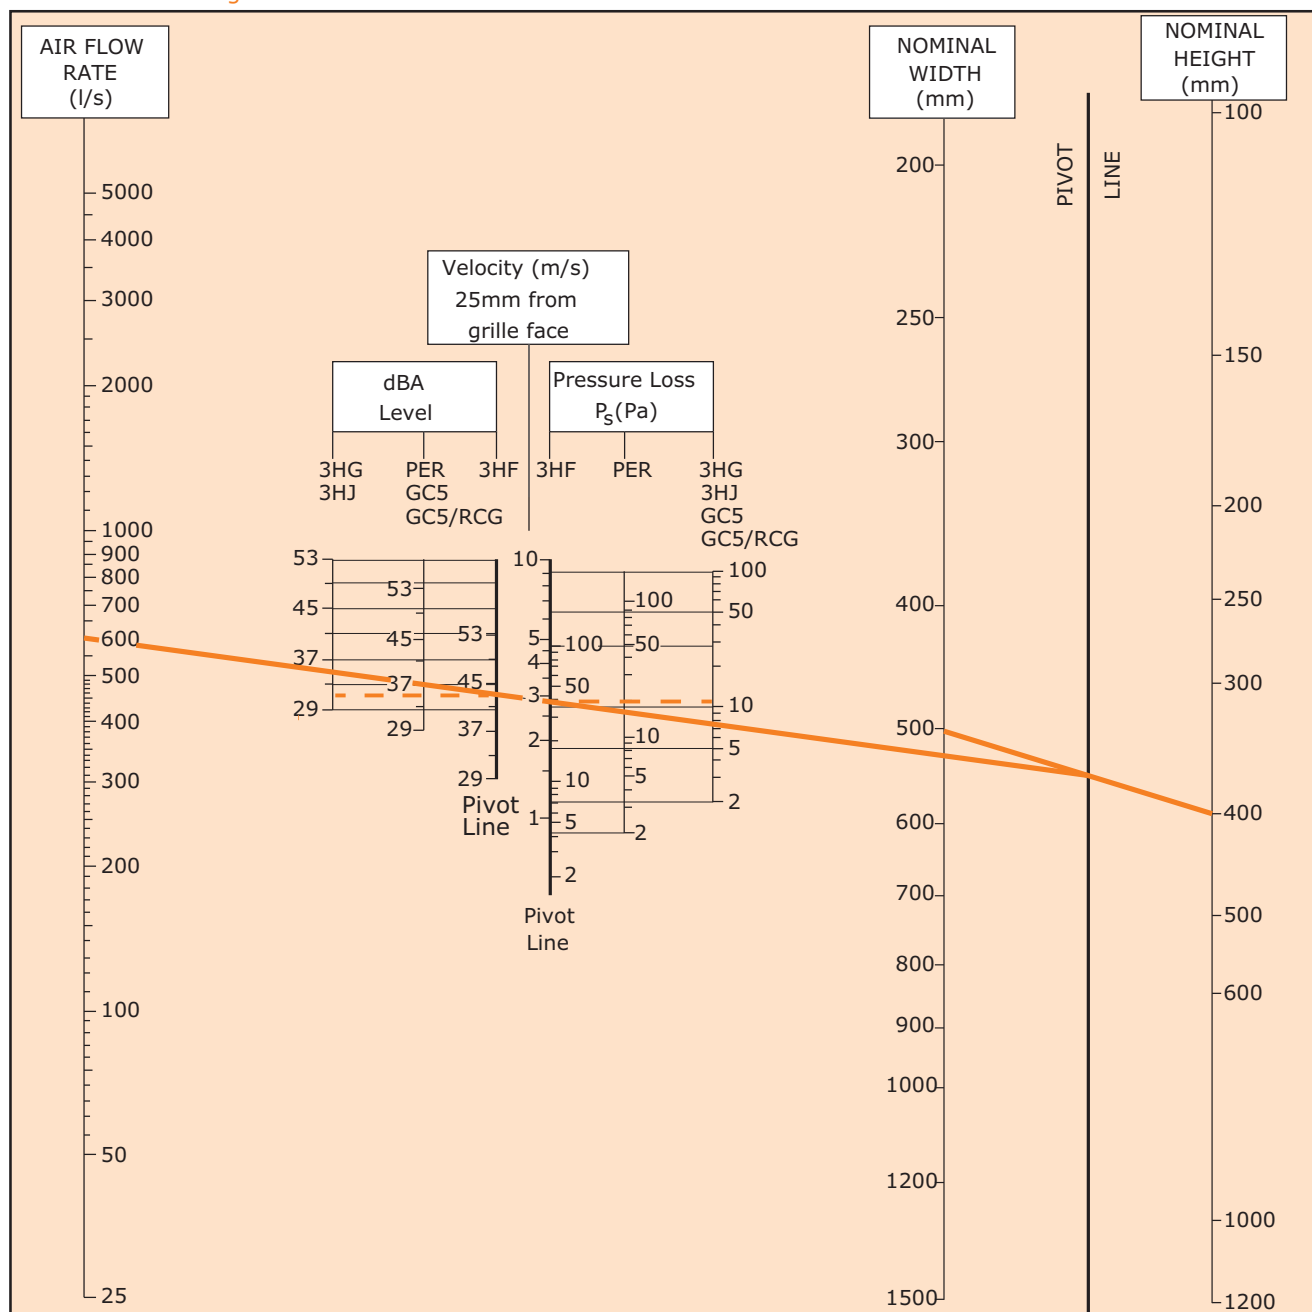 AIR FLOW
RATE
(l/s)
NOMINAL
WIDTH
(mm)
NOMINAL
HEIGHT
(mm)
PIVOT
LINE
Velocity (m/s)
25mm from
grille face
dBA
Level
Pressure Loss
Ps(Pa)
3HG
3HJ
PER
GC5
GC5/RCG
3HF
3HF
PER
3HG
3HJ
GC5
GC5/RCG
5000
4000
3000
2000
1000
900
800
700
600
500
400
300
200
100
50
25
53
45
37
29
53
45
37
29
53
45
37
29
Pivot
Line
10
5
4
3
2
1
100
50
10
5
2
Pivot
Line
100
50
10
5
2
100
50
10
5
2
200
250
300
400
500
600
700
800
900
1000
1200
1500
100
150
200
250
300
400
500
600
1000
1200